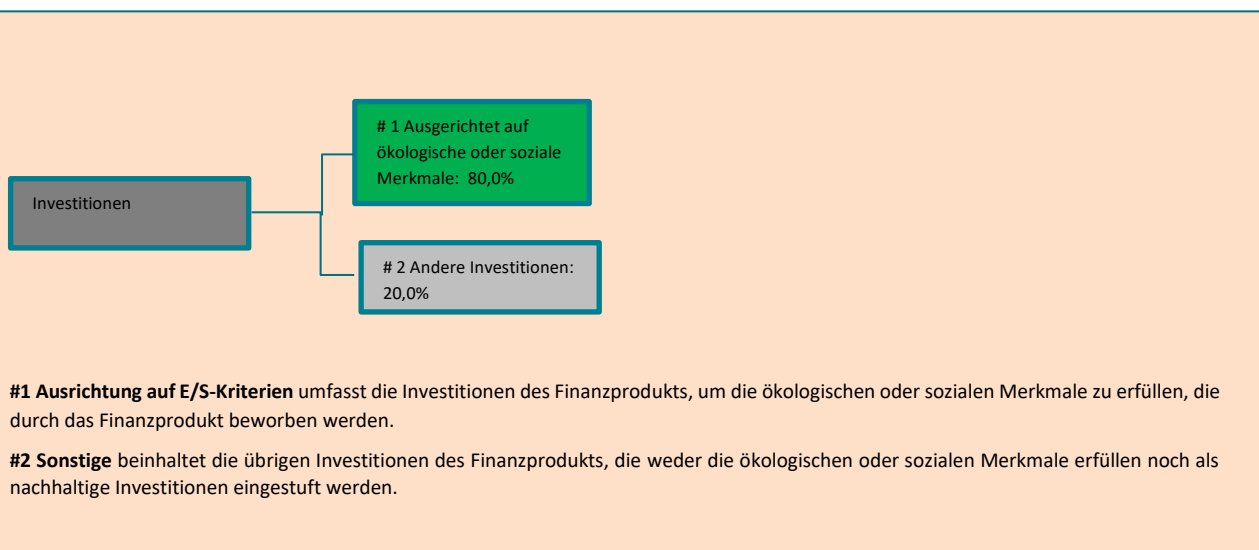 # 1 Ausgerichtet auf
ökologische oder soziale
Merkmale: 80,0%
Investitionen
# 2 Andere Investitionen:
20,0%
#1 Ausrichtung auf E/S-Kriterien umfasst die Investitionen des Finanzprodukts, um die ökologischen oder sozialen Merkmale zu erfüllen, die
durch das Finanzprodukt beworben werden.
#2 Sonstige beinhaltet die übrigen Investitionen des Finanzprodukts, die weder die ökologischen oder sozialen Merkmale erfüllen noch als
nachhaltige Investitionen eingestuft werden.